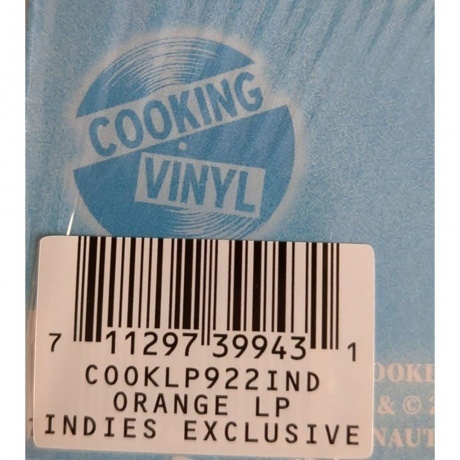 COOKING
VINYL
7 11297 39943 1
COOKLP922IND
ORANGE LP
INDIES EXCLUSIVE
& ©